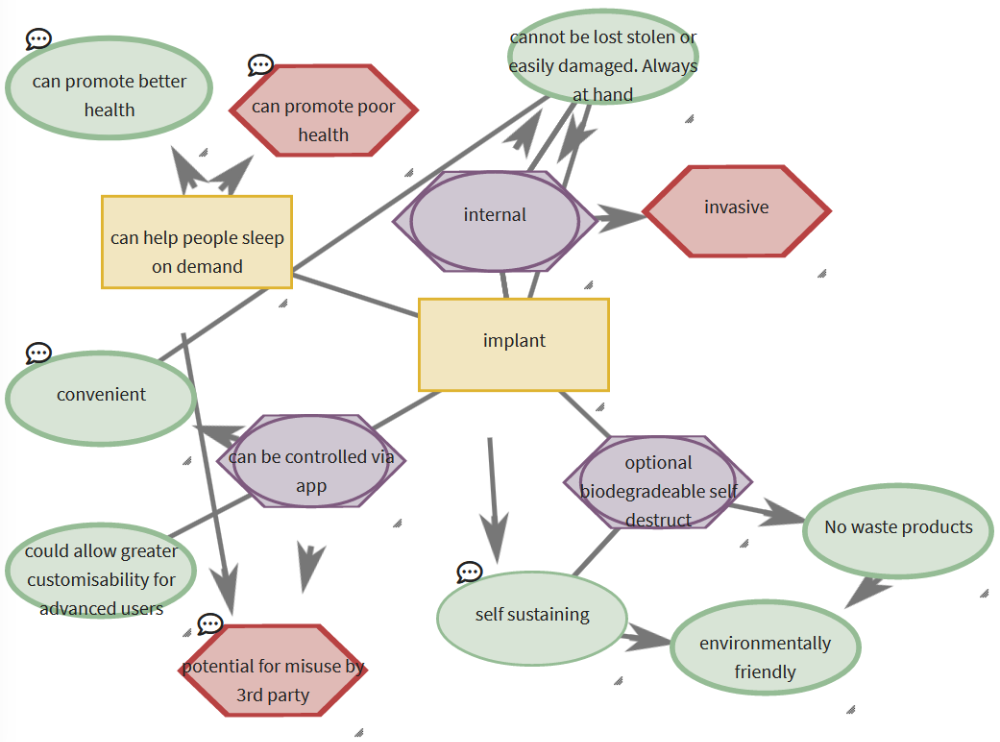 cannot be lost stolen or
easily damaged. Always
at hand
can promote better
health
can promote poor
health
internal
invasive
can help people sleep
on demand
implant
convenient
can be controlled via
app
optional
biodegradeable self
destruct
No waste products
could allow greater
customisability for
advanced users
self sustaining
environmentally
friendly
potential for misuse by
3rd party